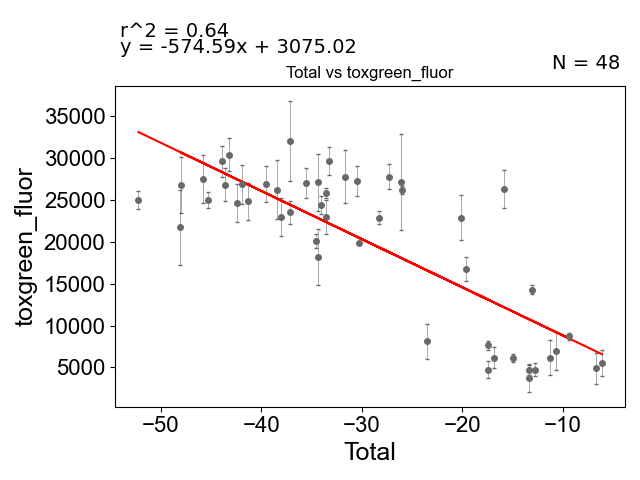 r^2 = 0.64
y = -574.59x + 3075.02
N = 48
Total vs toxgreen_fluor
35000
30000
25000
20000
15000
10000
5000
toxgreen_fluor
−50 −40 −30 −20 −10
Total